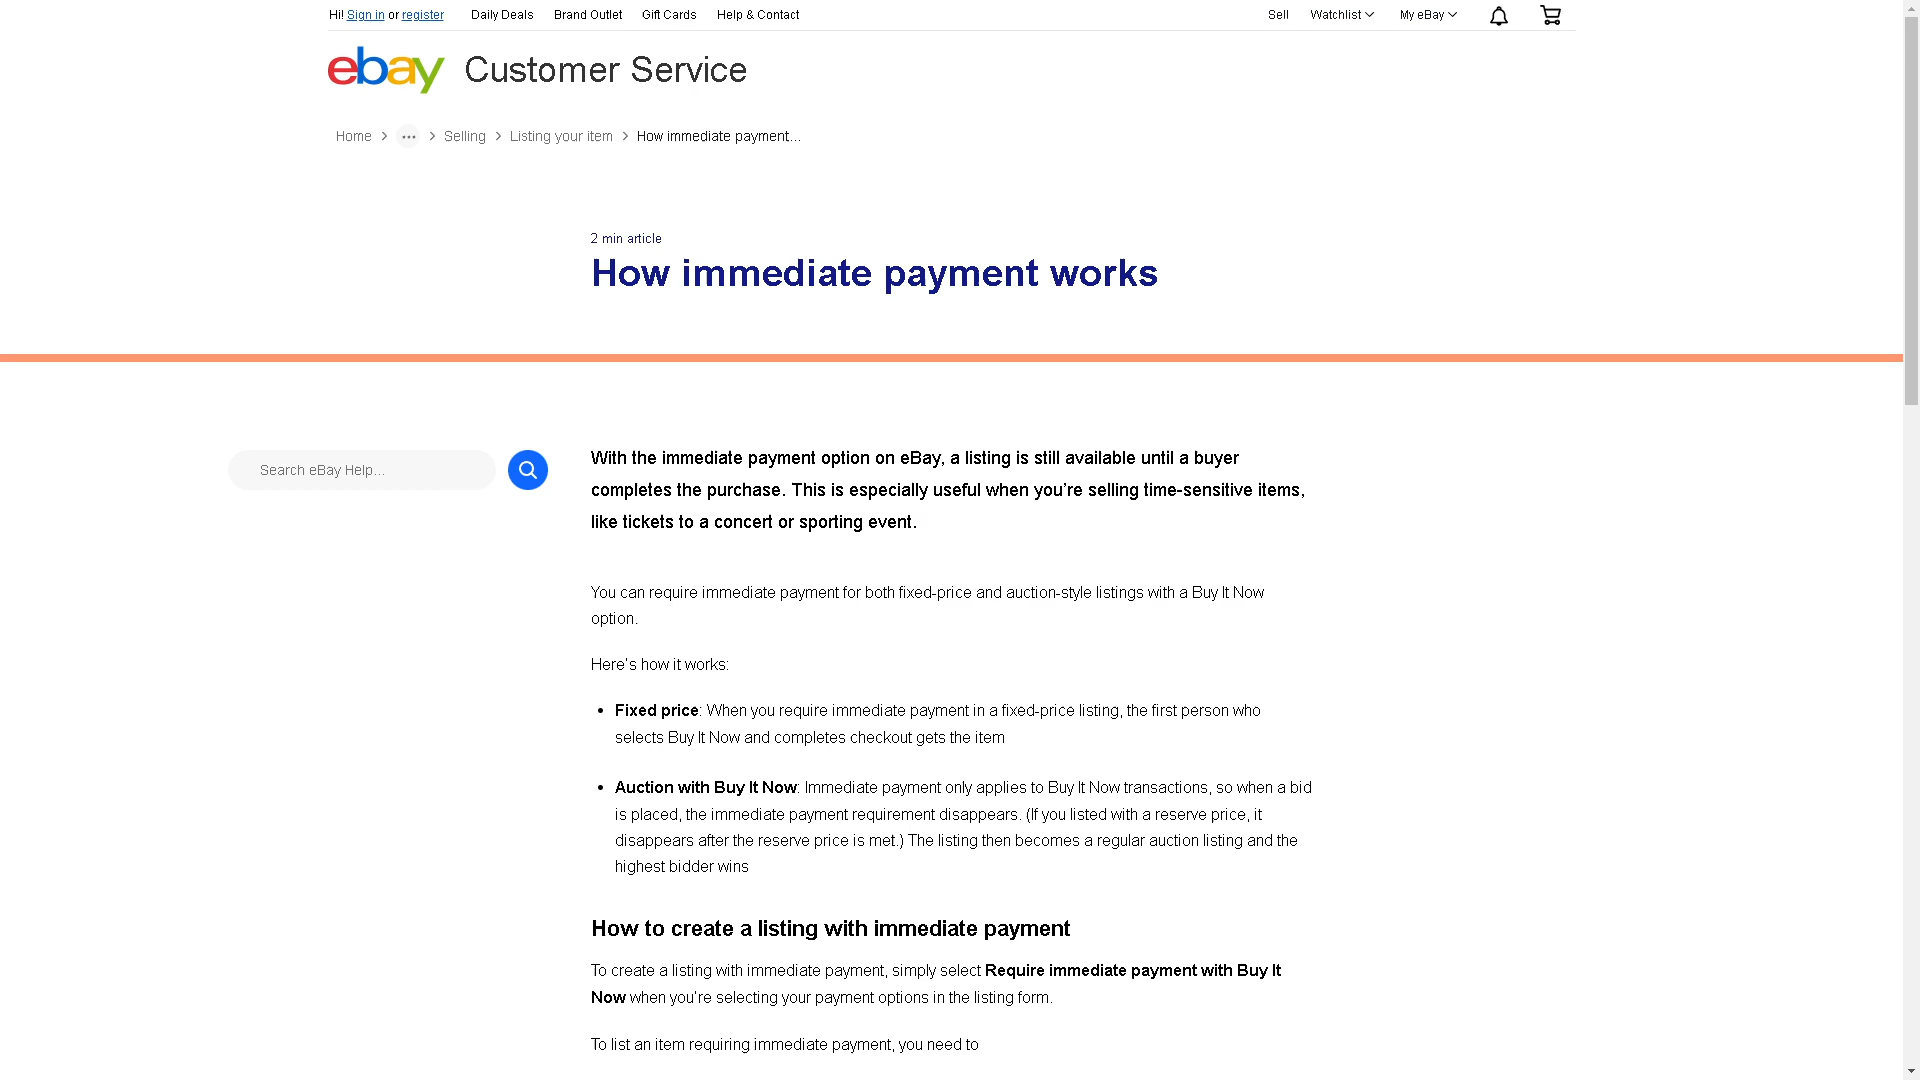 Hi! Sign in or register Daily Deals Brand Outlet Gift Cards Help & Contact Sell Watchlist My eBay
ebay Customer Service
Home ... Selling Listing your item How immediate payment...
2 min article
How immediate payment works
Search eBay Help...
With the immediate payment option on eBay, a listing is still available until a buyer
completes the purchase. This is especially useful when you're selling time-sensitive items,
like tickets to a concert or sporting event.
You can require immediate payment for both fixed-price and auction-style listings with a Buy It Now
option.
Here's how it works:
• Fixed price: When you require immediate payment in a fixed-price listing, the first person who
selects Buy It Now and completes checkout gets the item
• Auction with Buy It Now: Immediate payment only applies to Buy It Now transactions, so when a bid
is placed, the immediate payment requirement disappears. (If you listed with a reserve price, it
disappears after the reserve price is met.) The listing then becomes a regular auction listing and the
highest bidder wins
How to create a listing with immediate payment
To create a listing with immediate payment, simply select Require immediate payment with Buy It
Now when you're selecting your payment options in the listing form.
To list an item requiring immediate payment, you need to